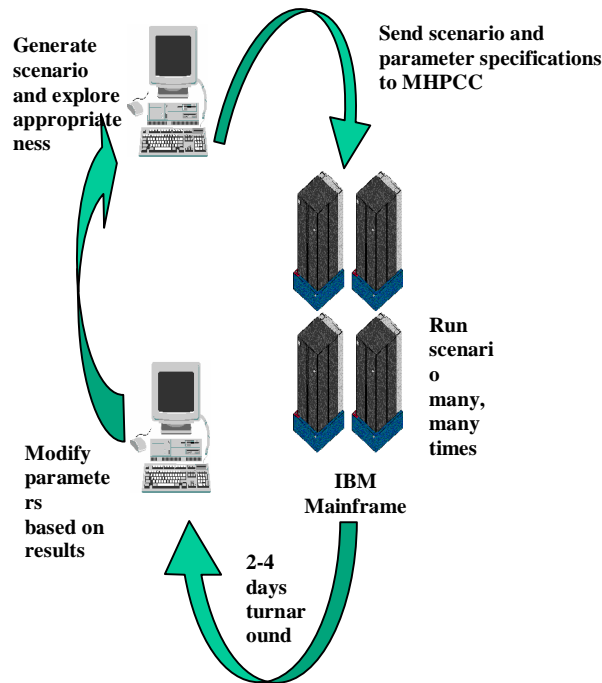 Generate
scenario
and explore
appropriate
ness
Send scenario and
parameter specifications
to MHPCC
Run
scenari
o
many,
many
times
IBM
Mainframe
Modify
paramete
rs
based on
results
2-4
days
turnar
ound